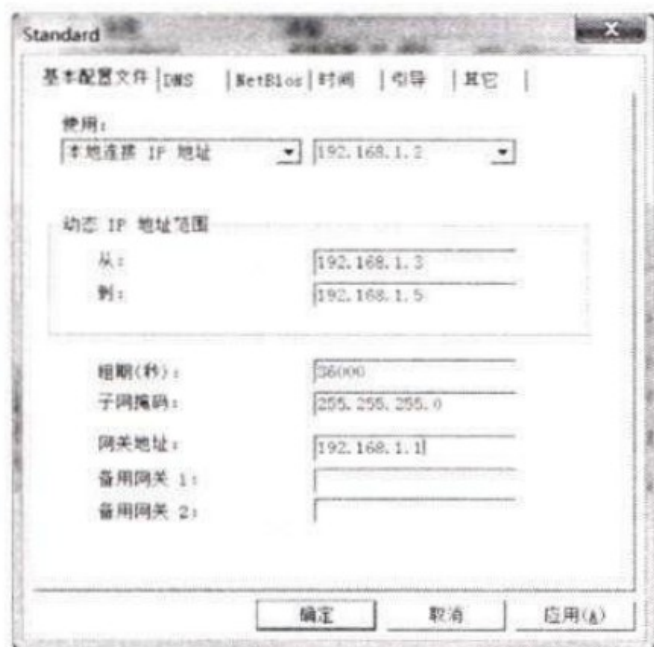 Standard
基本配置文件 DNS NetBios 时间 引导 其它
使用:
本地连接 IP 地址 192.168.1.2
动态 IP 地址范围
从: 192.168.1.3
到: 192.168.1.5
租期(秒): 36000
子网掩码: 255.255.255.0
网关地址: 192.168.1.1
备用网关 1:
备用网关 2:
确定 取消 应用(A)